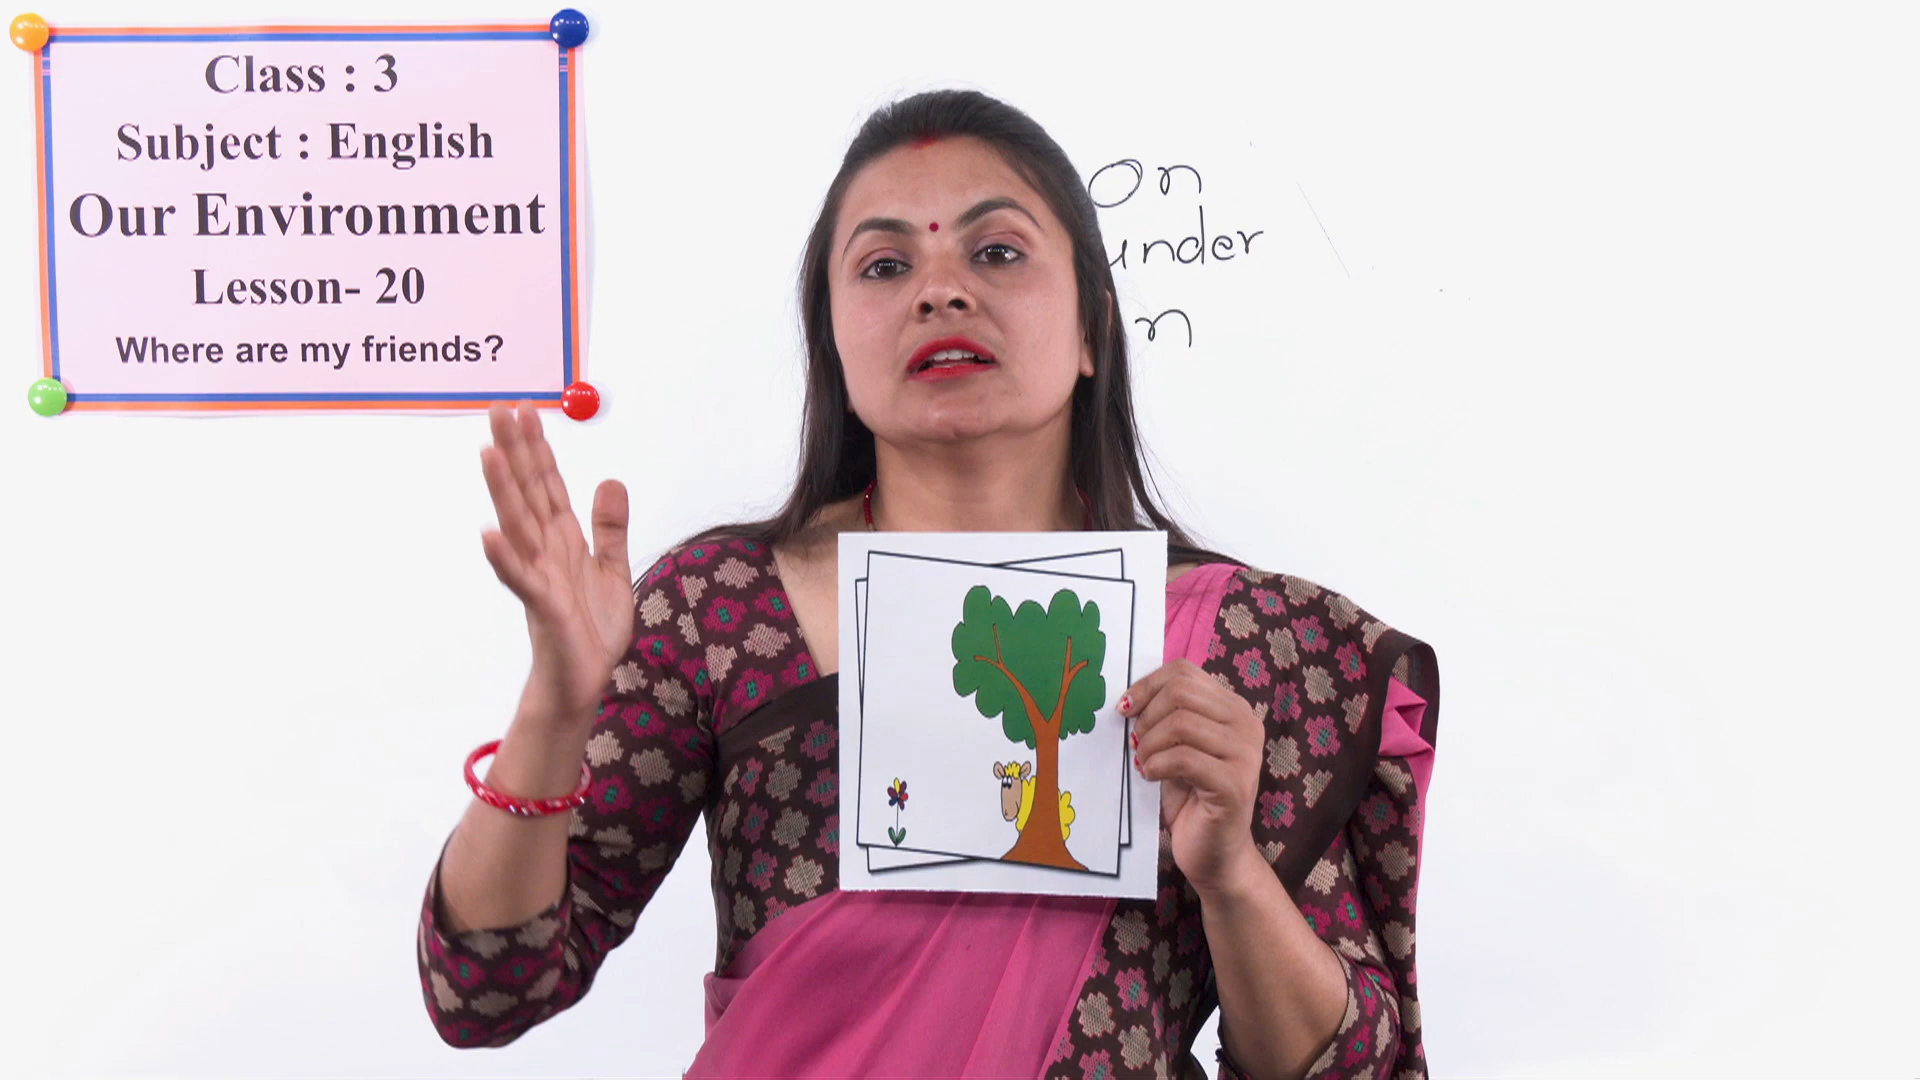 Class : 3
Subject : English
Our Environment
Lesson- 20
Where are my friends?
On
under